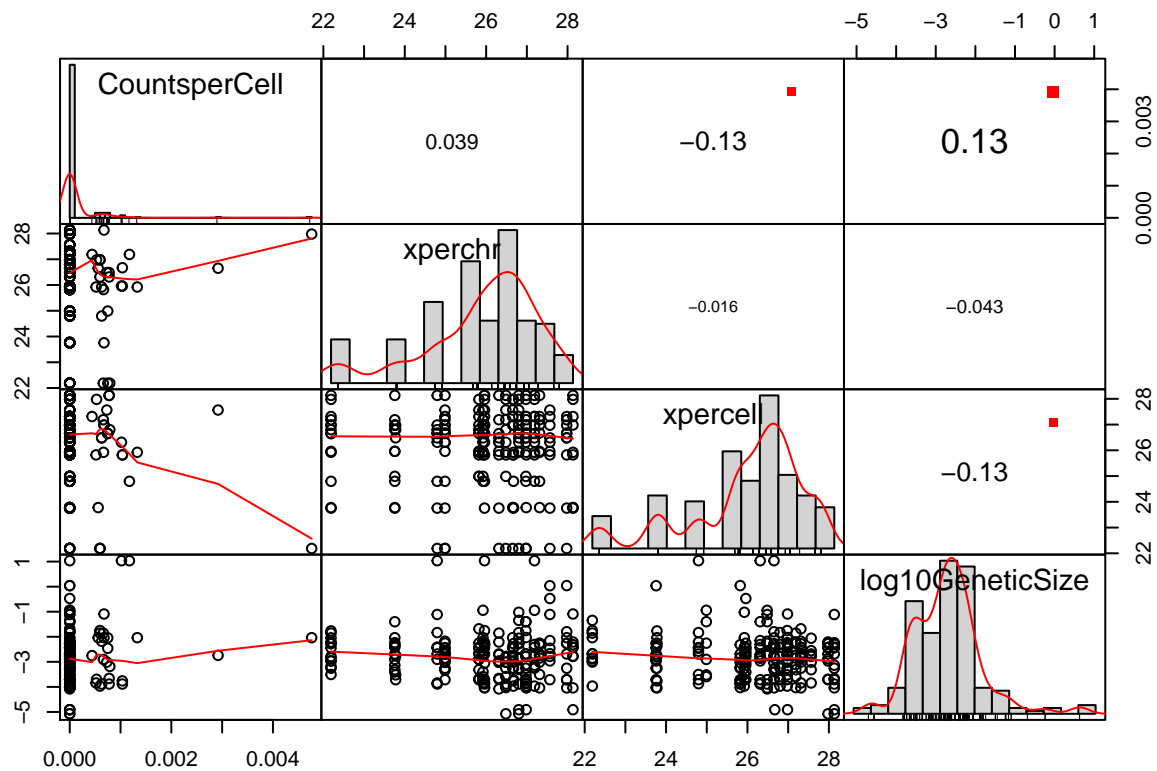 22 24 26 28 −5 −3 −1 0 1
CountsperCell
0.039
−0.13
0.13
0.000 0.003
22 24 26 28
xperchr
−0.016
−0.043
xpercell
−0.13
22 24 26 28
−5 −3 −1 1
log10GeneticSize
0.000 0.002 0.004
22 24 26 28